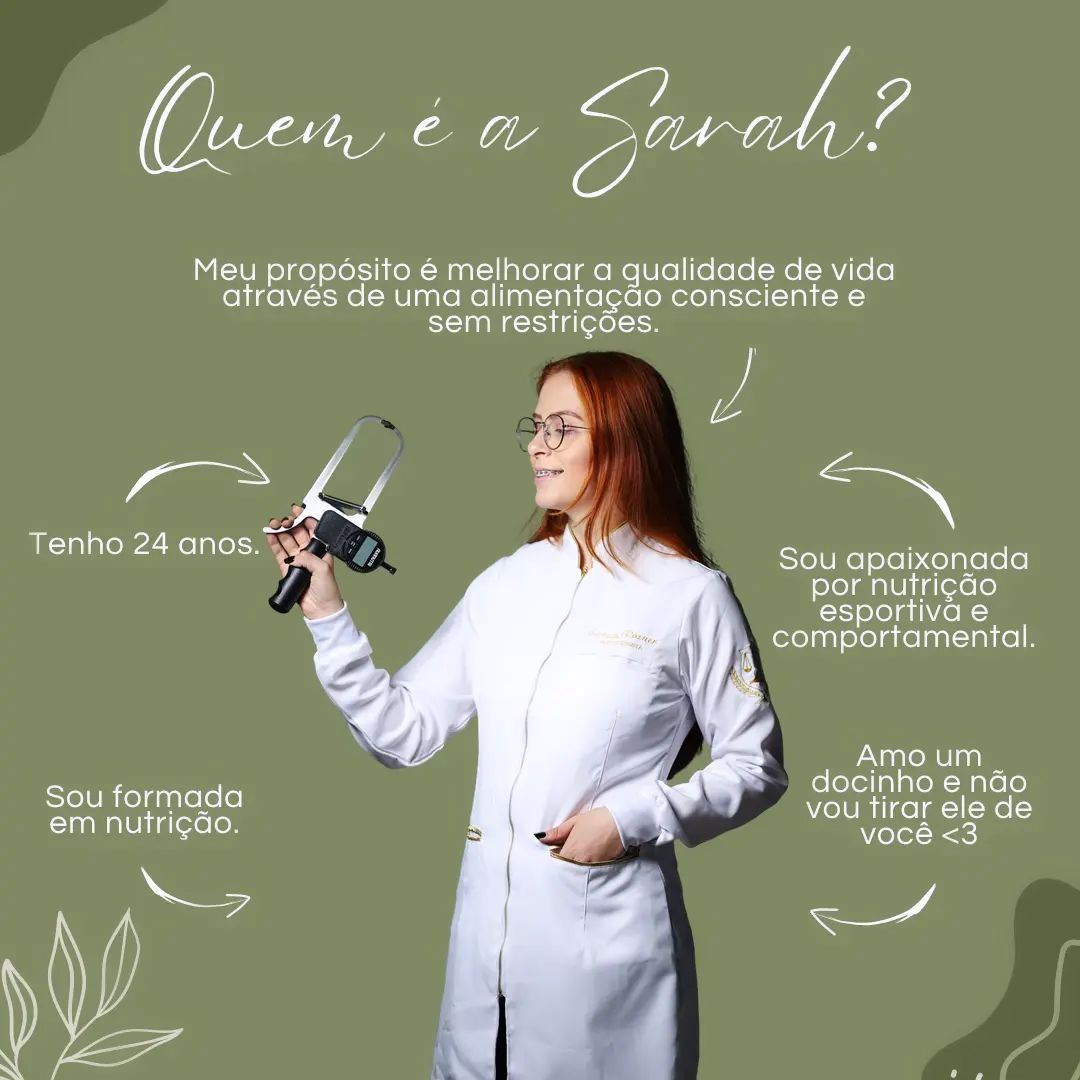 Quem é a Sarah?
Meu propósito é melhorar a qualidade de vida
através de uma alimentação consciente e
sem restrições.
Tenho 24 anos.
Sou apaixonada
por nutrição
esportiva e
comportamental.
Sou formada
em nutrição.
Amo um
docinho e não
vou tirar ele de
você <3